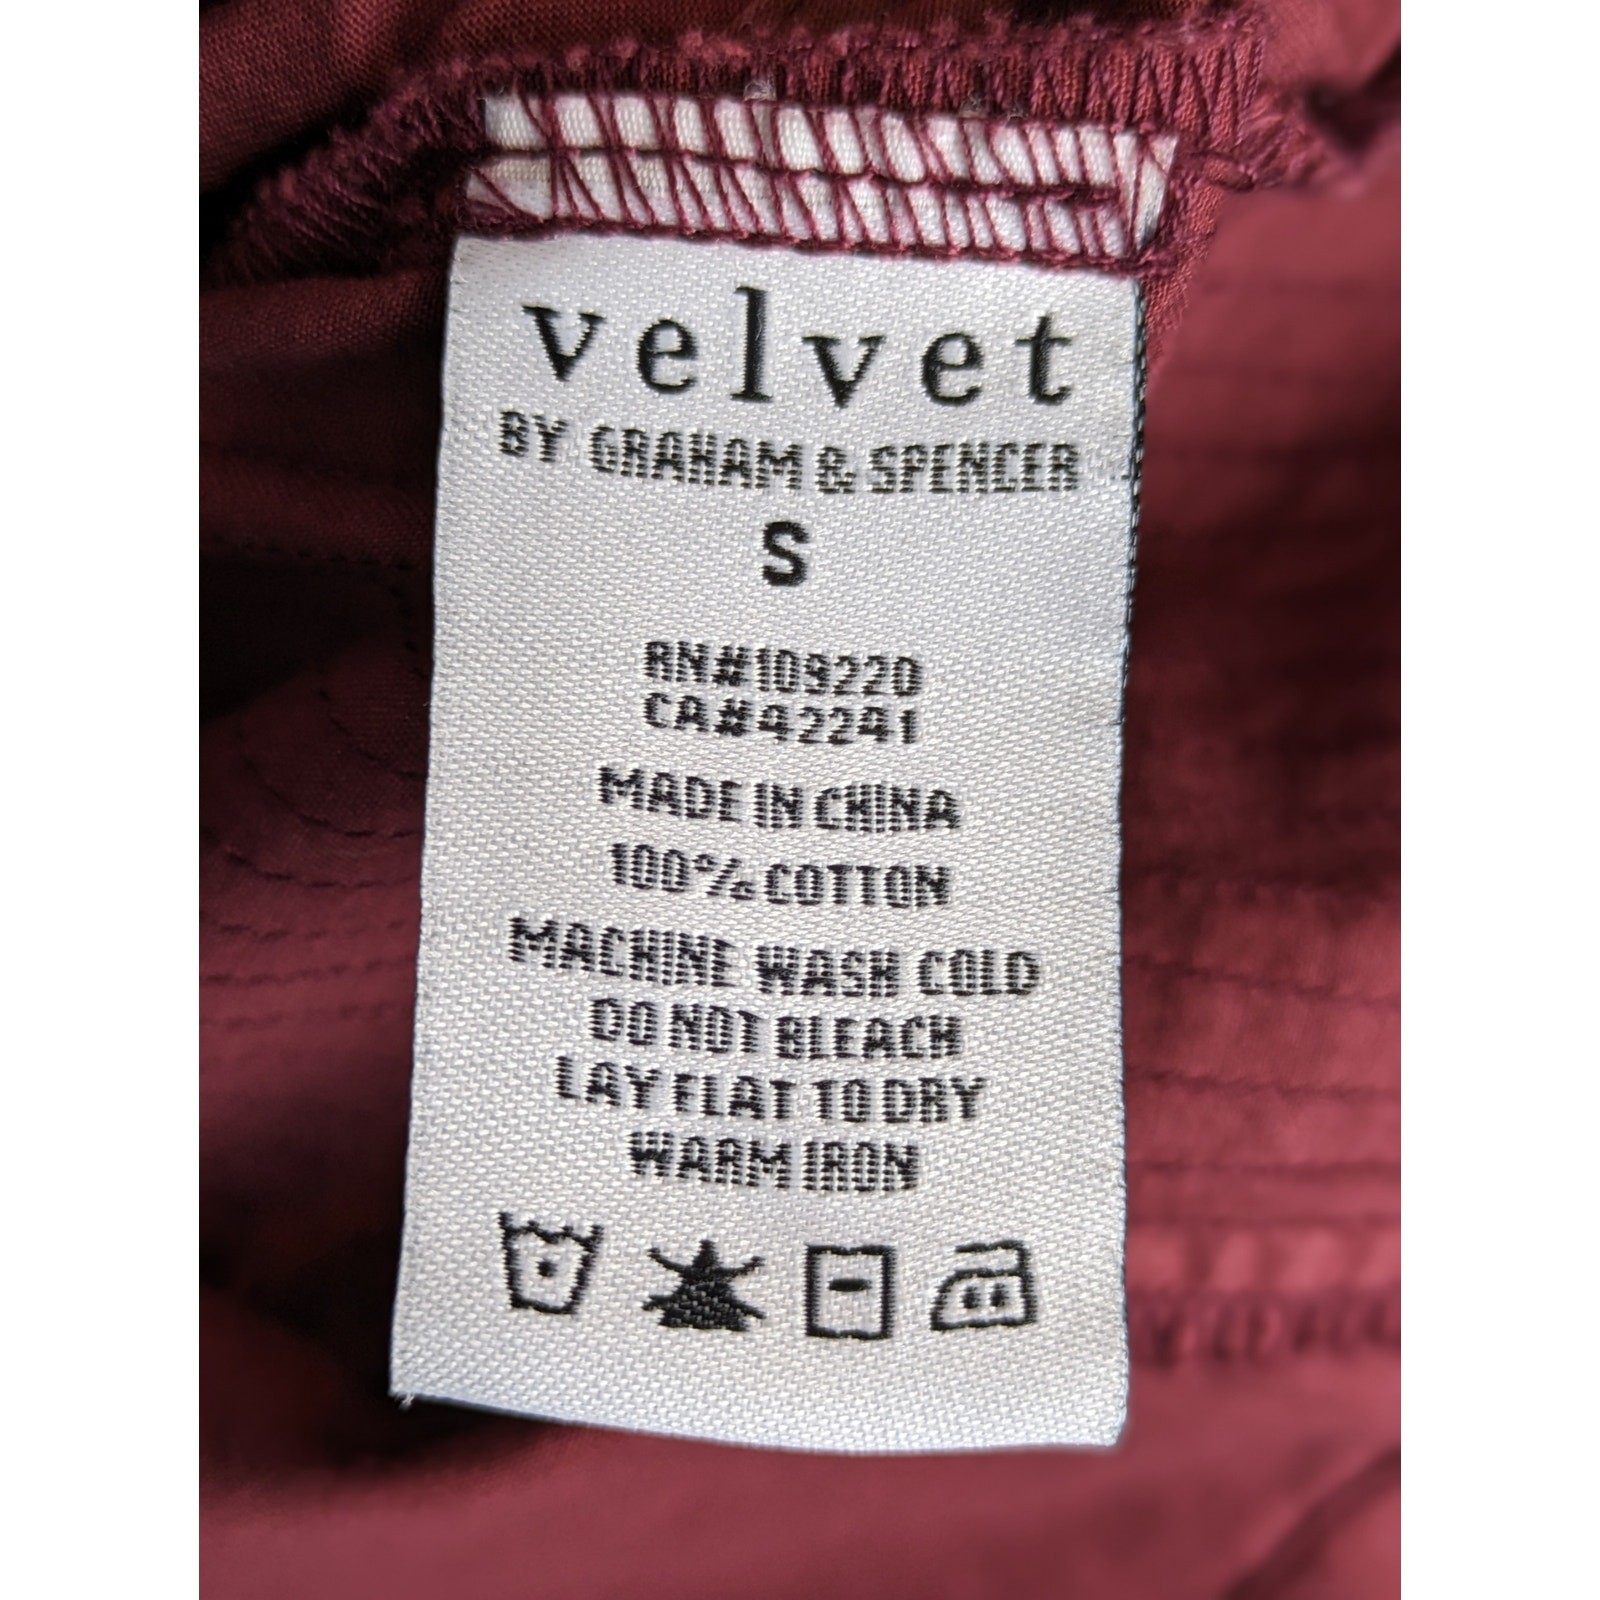 velvet
BY GRAHAM & SPENCER
S
RN#109220
CA#42241
MADE IN CHINA
100% COTTON
MACHINE WASH COLD
DO NOT BLEACH
LAY FLAT TO DRY
WARM IRON